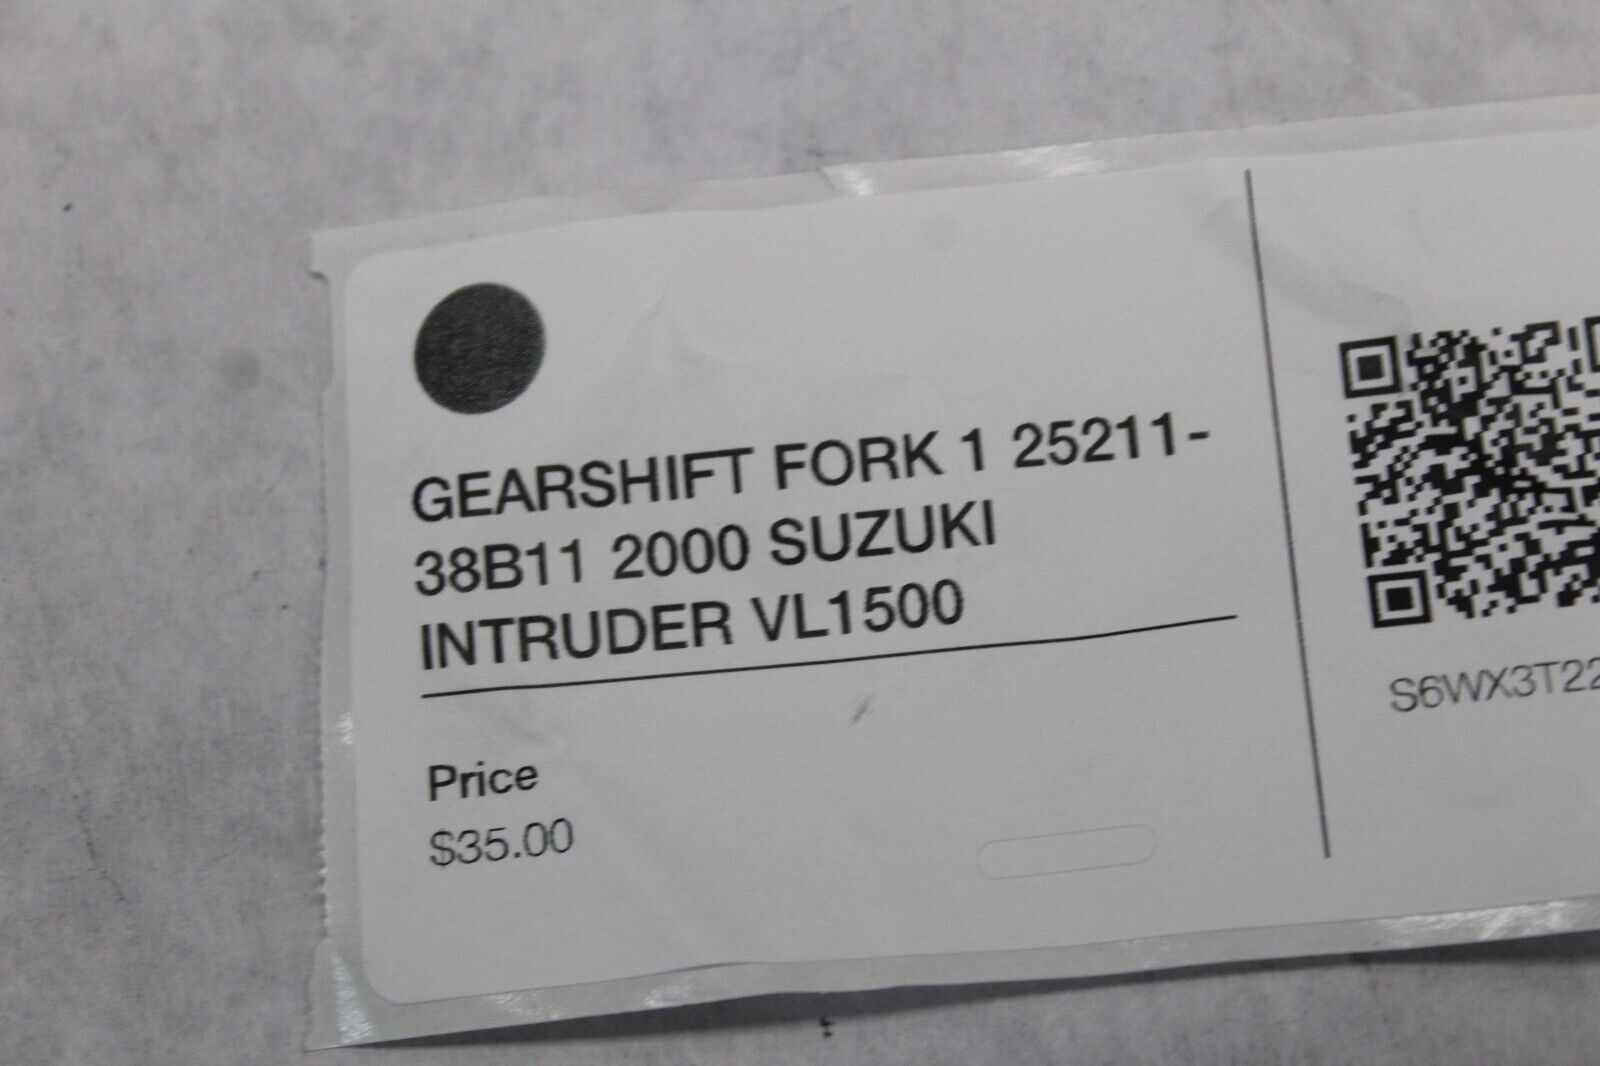 GEARSHIFT FORK 1 25211-
38B11 2000 SUZUKI
INTRUDER VL1500
Price
$35.00
S6WX3T22